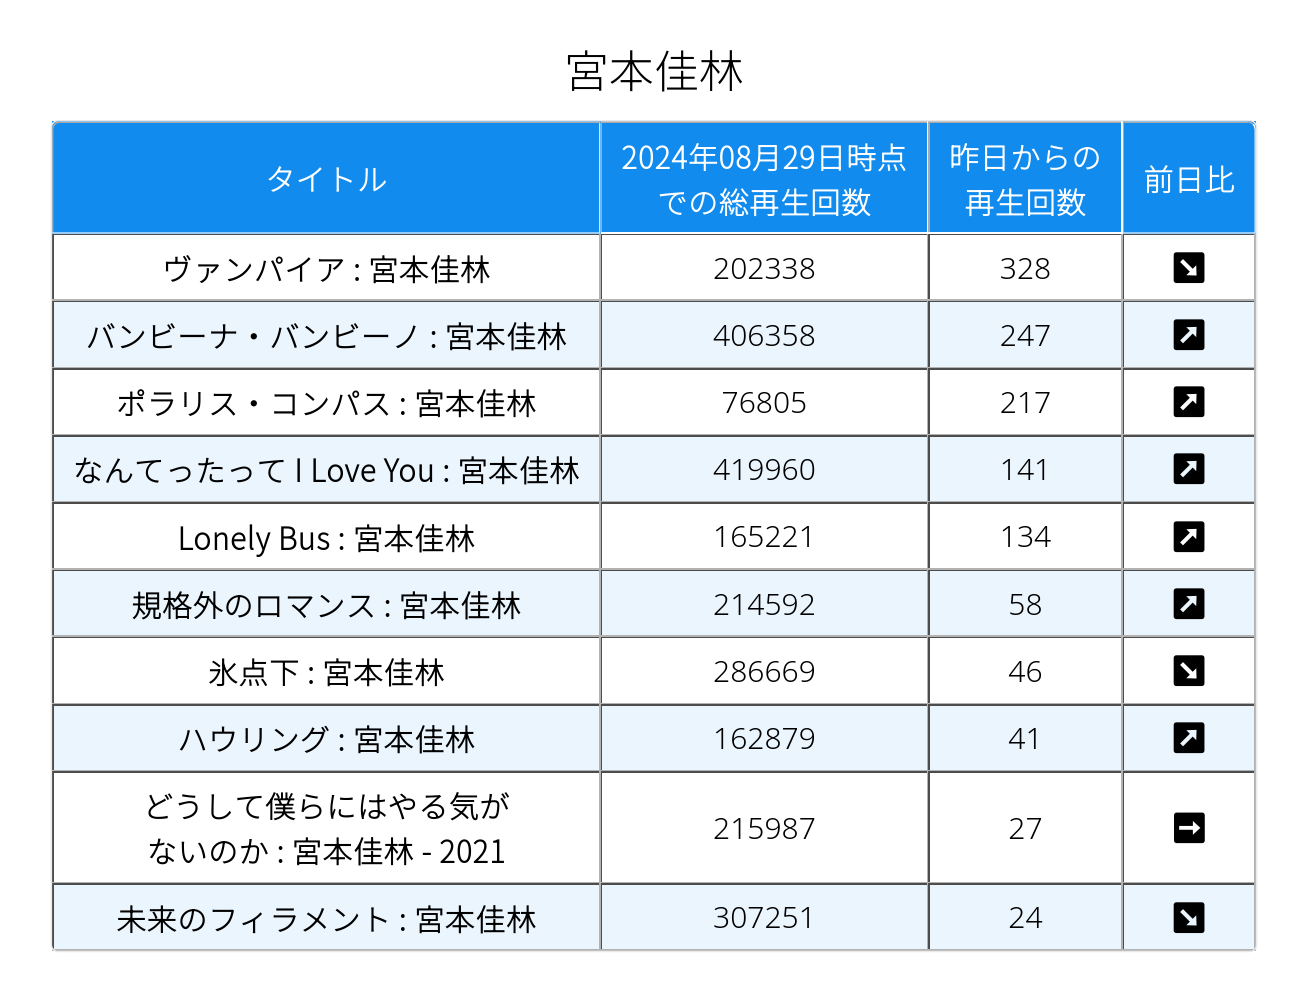 宮本佳林
タイトル
2024年08月29日時点
での総再生回数
昨日からの
再生回数
前日比
ヴァンパイア : 宮本佳林 202338 328 ↘
バンビーナ・バンビーノ : 宮本佳林 406358 247 ↗
ポラリス・コンパス : 宮本佳林 76805 217 ↗
なんてったって I Love You : 宮本佳林 419960 141 ↗
Lonely Bus : 宮本佳林 165221 134 ↗
規格外のロマンス : 宮本佳林 214592 58 ↗
氷点下 : 宮本佳林 286669 46 ↘
ハウリング : 宮本佳林 162879 41 ↗
どうして僕らにはやる気が
ないのか : 宮本佳林 - 2021 215987 27 →
未来のフィラメント : 宮本佳林 307251 24 ↘